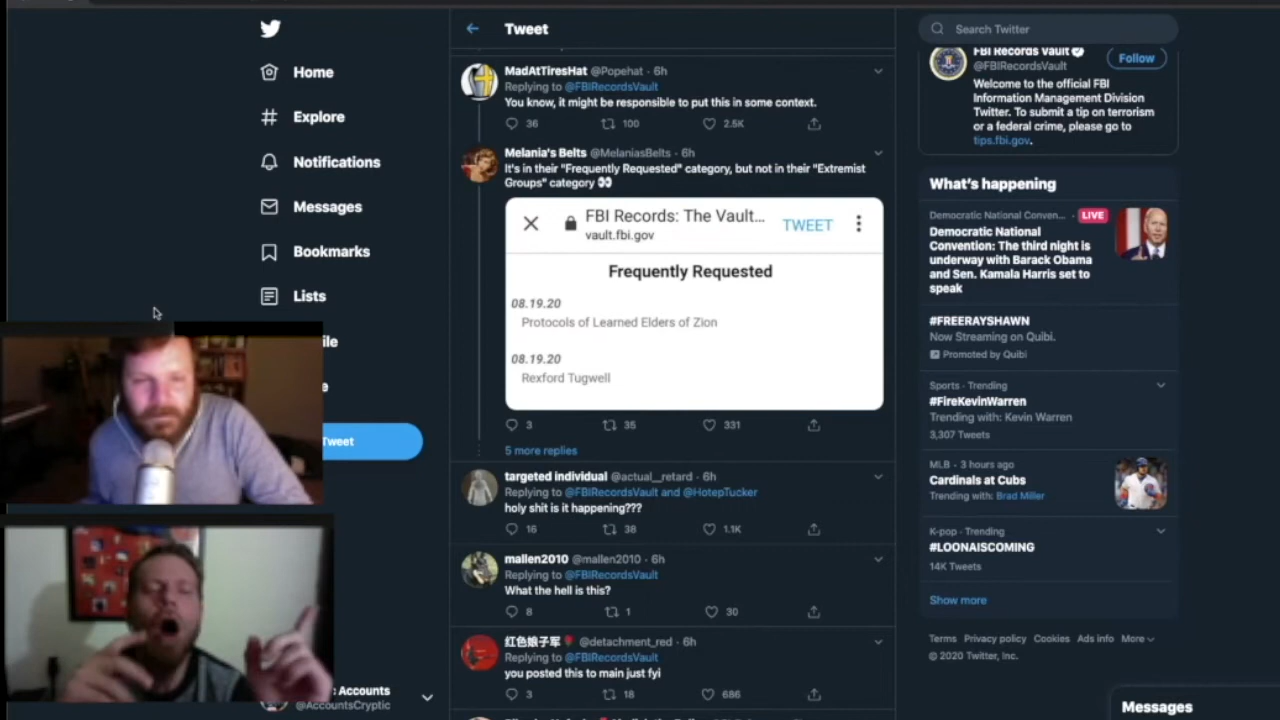 Home
Explore
Notifications
Messages
Bookmarks
Lists
Tweet
Accounts
@AccountsCryptic
Tweet
MadAtTiresHat @Popehat · 6h
Replying to @FBIRecordsVault
You know, it might be responsible to put this in some context.
36 100 2.5K
Melania's Belts @MelaniasBelts · 6h
It's in their "Frequently Requested" category, but not in their "Extremist
Groups" category 👀
FBI Records: The Vault... TWEET
vault.fbi.gov
Frequently Requested
08.19.20
Protocols of Learned Elders of Zion
08.19.20
Rexford Tugwell
3 35 331
5 more replies
targeted individual @actual__retard · 6h
Replying to @FBIRecordsVault and @HotepTucker
holy shit is it happening???
16 38 1.1K
mallen2010 @mallen2010 · 6h
Replying to @FBIRecordsVault
What the hell is this?
8 1 30
红色娘子军🌹 @detachment_red · 6h
Replying to @FBIRecordsVault
you posted this to main just fyi
3 18 686
Search Twitter
FBI Records Vault
@FBIRecordsVault
Follow
Welcome to the official FBI
Information Management Division
Twitter. To submit a tip on terrorism
or a federal crime, please go to
tips.fbi.gov.
What's happening
Democratic National Conven... · LIVE
Democratic National
Convention: The third night is
underway with Barack Obama
and Sen. Kamala Harris set to
speak
#FREERAYSHAWN
Now Streaming on Quibi.
Promoted by Quibi
Sports · Trending
#FireKevinWarren
Trending with: Kevin Warren
3,307 Tweets
MLB · 3 hours ago
Cardinals at Cubs
Trending with: Brad Miller
K-pop · Trending
#LOONAISCOMING
14K Tweets
Show more
Terms Privacy policy Cookies Ads info More
© 2020 Twitter, Inc.
Messages